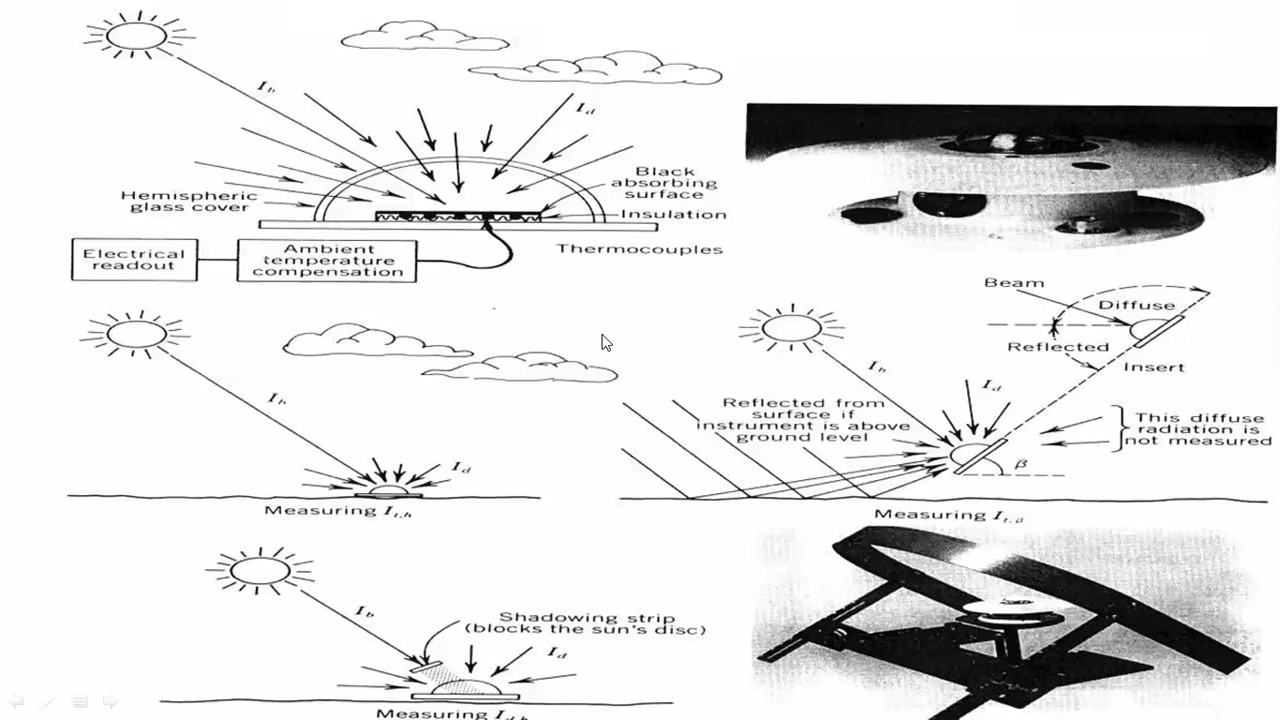 I_b
I_d
Hemispheric
glass cover
Black
absorbing
surface
Insulation
Thermocouples
Electrical
readout
Ambient
temperature
compensation
I_b
I_d
Measuring I_t,h
Beam
Diffuse
Reflected
Insert
I_b
I_d
Reflected from
surface if
instrument is above
ground level
This diffuse
radiation is
not measured
β
Measuring
I_b
Shadowing strip
(blocks the sun's disc)
I_d
Measuring I_d,h